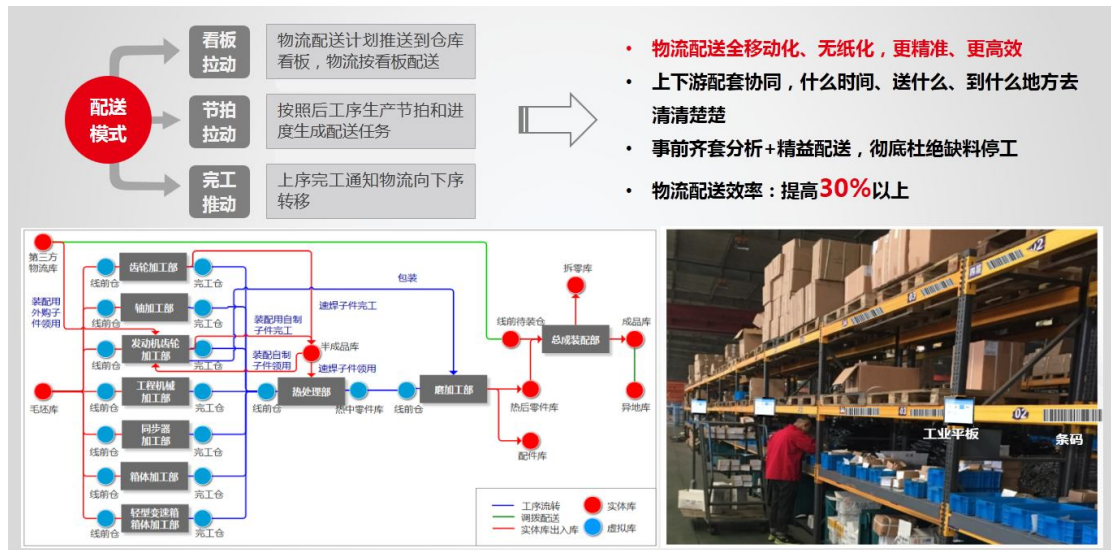 配送
模式
看板
拉动
物流配送计划推送到仓库
看板，物流按看板配送
节拍
拉动
按照后工序生产节拍和进
度生成配送任务
完工
推动
上序完工通知物流向下序
转移
• 物流配送全移动化、无纸化，更精准、更高效
• 上下游配套协同，什么时间、送什么、到什么地方去
清清楚楚
• 事前齐套分析+精益配送，彻底杜绝缺料停工
• 物流配送效率：提高30%以上
第三方
物流库
线前仓
齿轮加工部
完工仓
装配用
外购子
件领用
线前仓
轴加工部
完工仓
线前仓
发动机齿轮
加工部
完工仓
毛坯库
线前仓
工程机械
加工部
完工仓
线前仓
同步器
加工部
完工仓
线前仓
箱体加工部
完工仓
线前仓
轻型变速箱
箱体加工部
完工仓
装配用自制
子件完工
装配自制
子件领用
速焊子件完工
半成品库
速焊子件领用
线前仓
热处理部
热中零件库
包装
线前仓
磨加工部
线前待装仓
拆零库
总成装配部
成品库
热后零件库
异地库
配件库
工序流转
调拨配送
实体库出入库
实体库
虚拟库
02
03
02
03
02
工业平板
条码